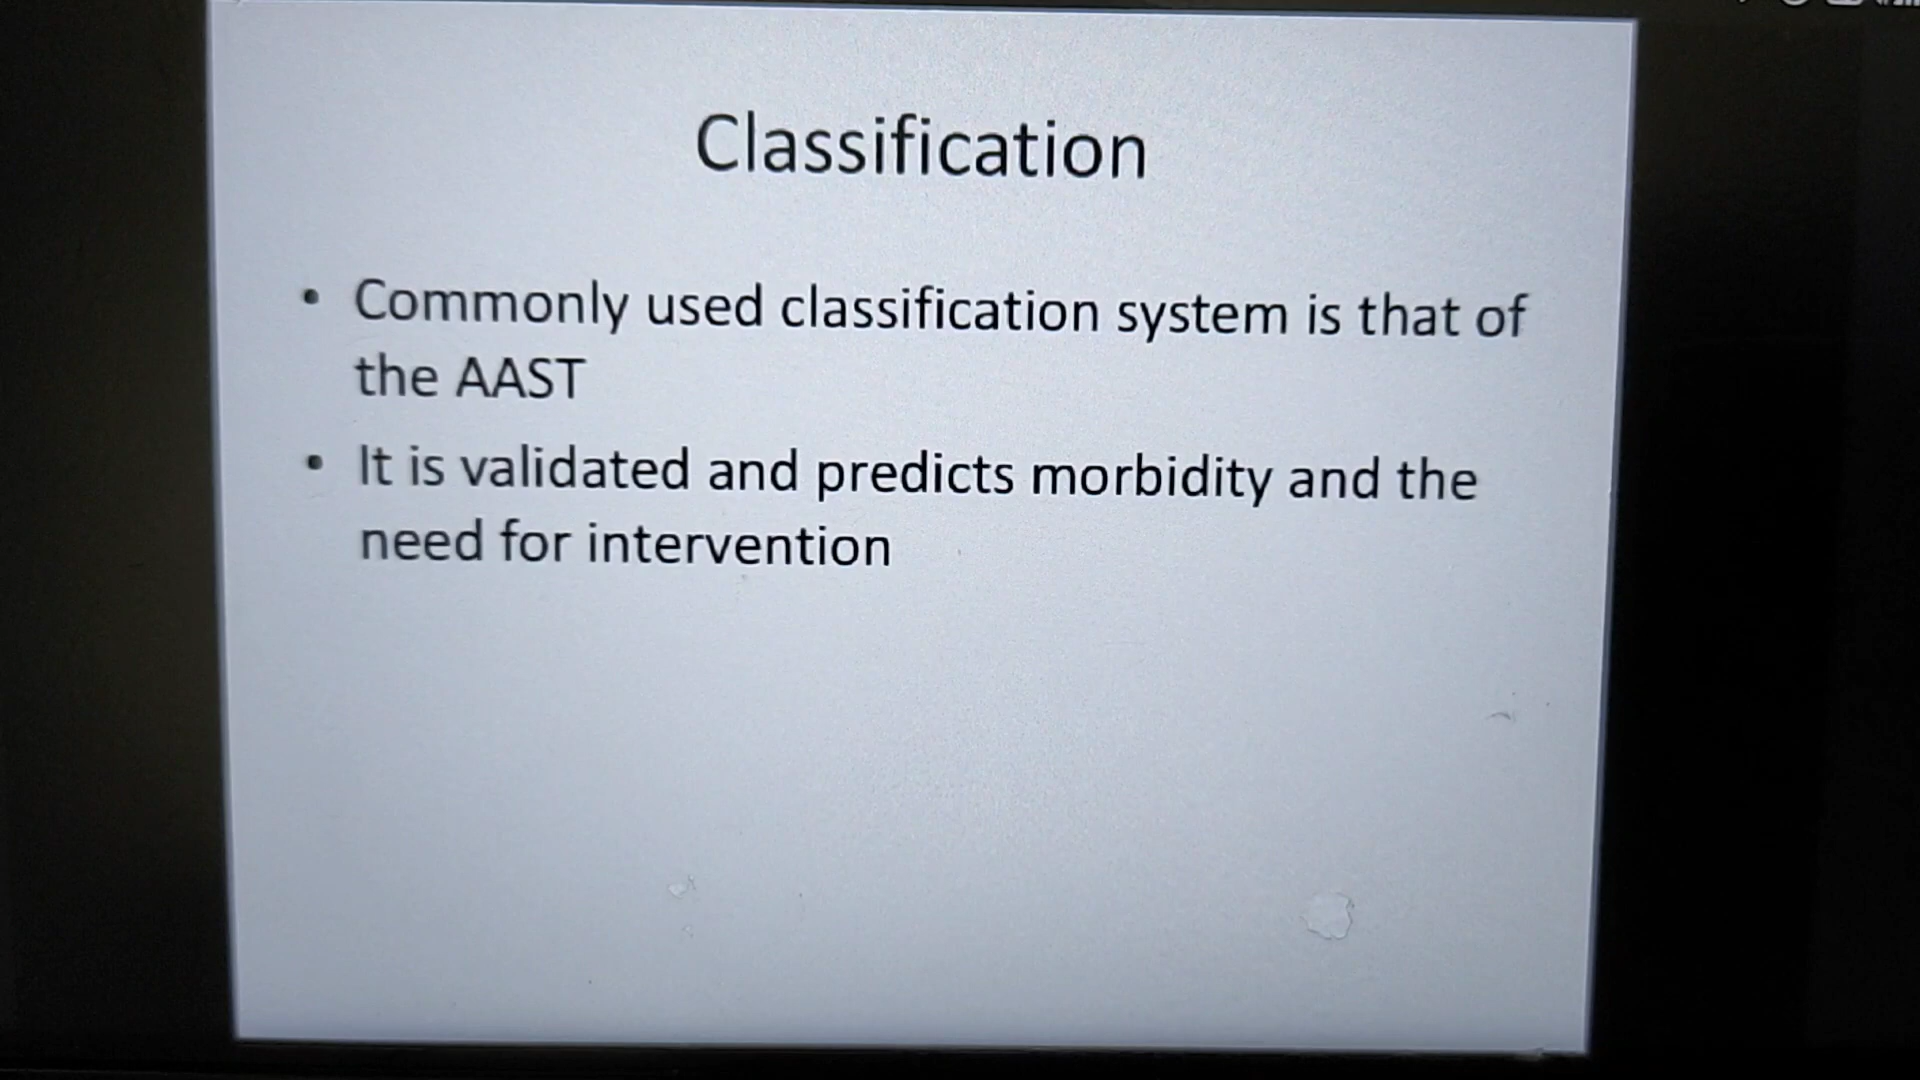 Classification
• Commonly used classification system is that of
the AAST
• It is validated and predicts morbidity and the
need for intervention